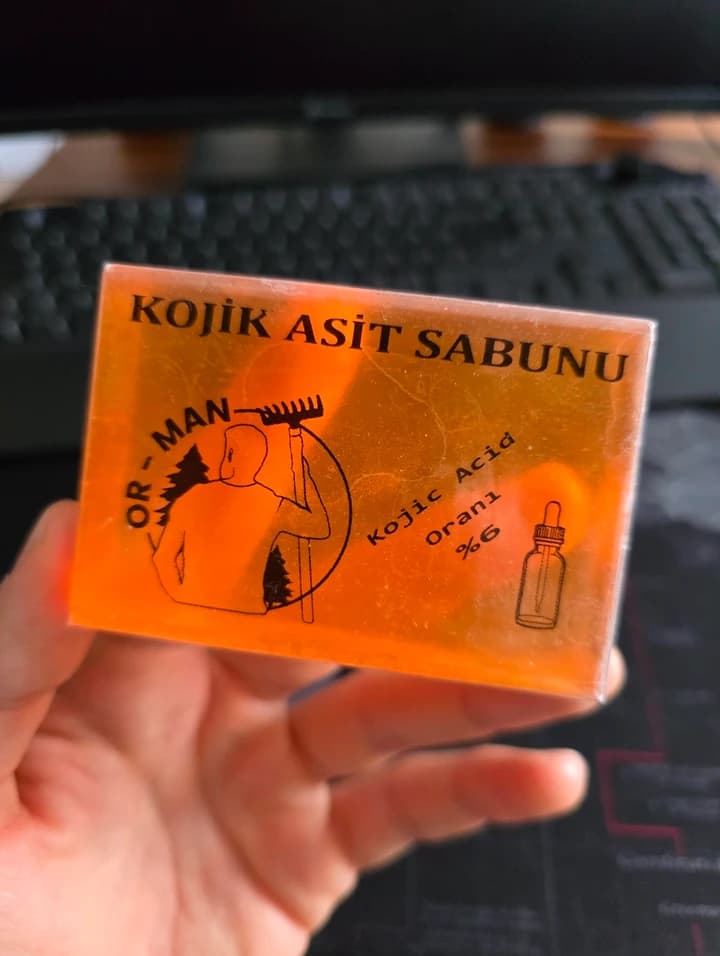 KOJİK ASİT SABUNU
OR-MAN
Kojic Acid
Oranı
%6